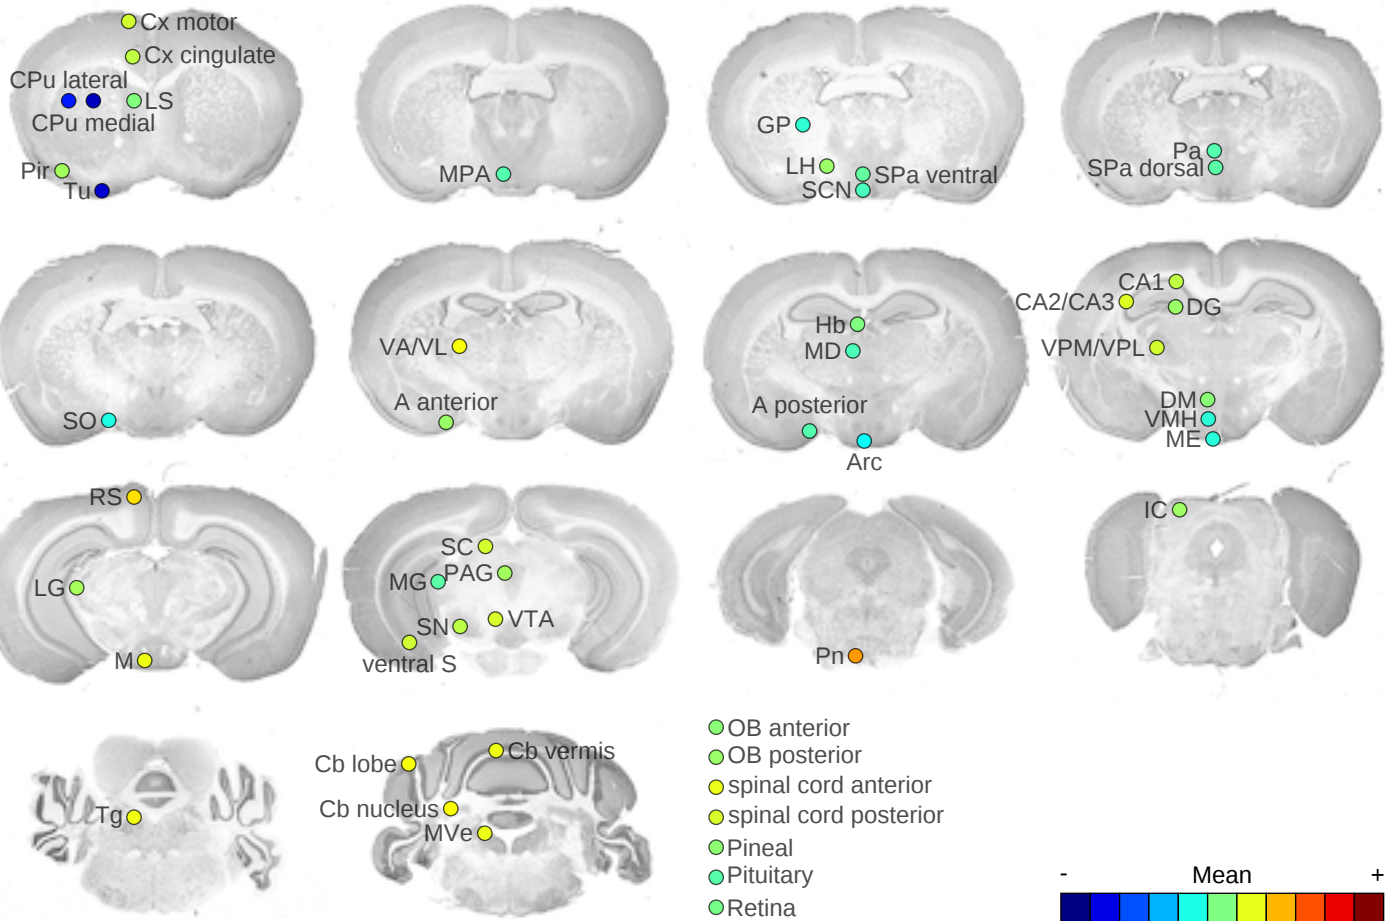 Cx motor
Cx cingulate
CPu lateral
LS
CPu medial
Pir
Tu
MPA
GP
LH
SPa ventral
SCN
Pa
SPa dorsal
SO
VA/VL
A anterior
Hb
MD
A posterior
Arc
CA1
CA2/CA3
DG
VPM/VPL
DM
VMH
ME
RS
LG
M
SC
MG
PAG
SN
VTA
ventral S
Pn
IC
Tg
Cb lobe
Cb vermis
Cb nucleus
MVe
OB anterior
OB posterior
spinal cord anterior
spinal cord posterior
Pineal
Pituitary
Retina
- Mean +